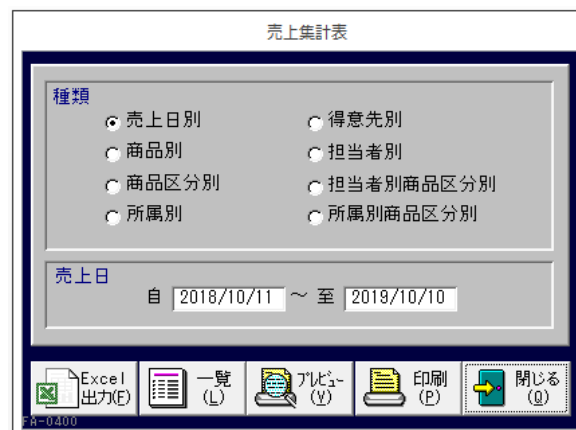 売上集計表
種類
売上日別 得意先別
商品別 担当者別
商品区分別 担当者別商品区分別
所属別 所属別商品区分別
売上日
自 2018/10/11 ～ 至 2019/10/10
Excel 一覧 プレビュー 印刷 閉じる
出力(F) (L) (V) (P) (Q)
FA-0400